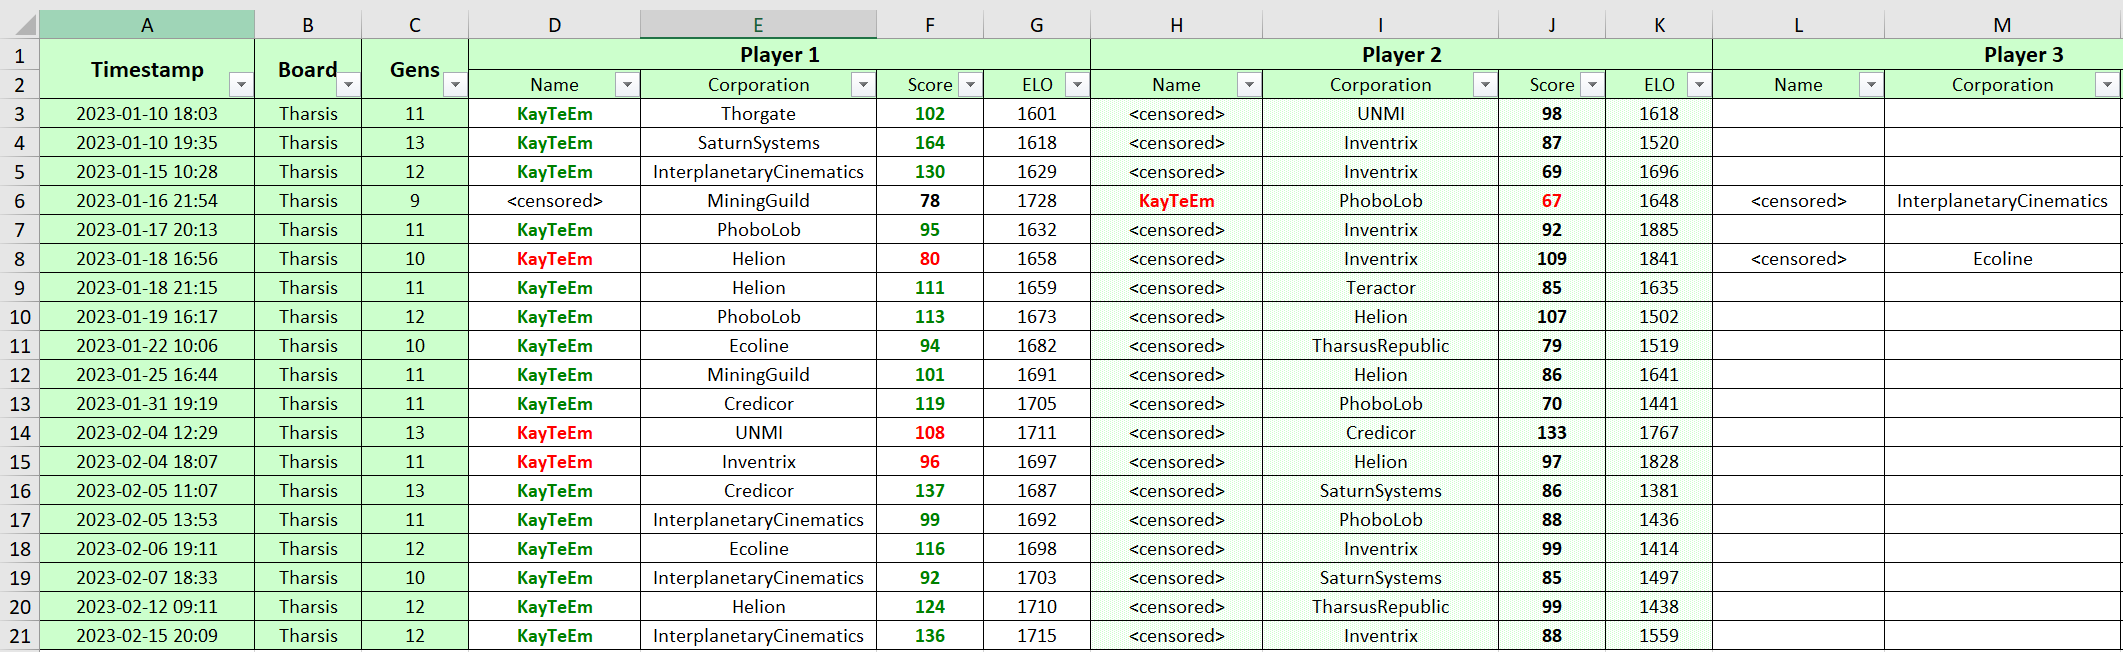 A B C D E F G H I J K L M
1 Timestamp Board Gens Player 1 Player 2 Player 3
2 Name Corporation Score ELO Name Corporation Score ELO Name Corporation
3 2023-01-10 18:03 Tharsis 11 KayTeEm Thorgate 102 1601 <censored> UNMI 98 1618
4 2023-01-10 19:35 Tharsis 13 KayTeEm SaturnSystems 164 1618 <censored> Inventrix 87 1520
5 2023-01-15 10:28 Tharsis 12 KayTeEm InterplanetaryCinematics 130 1629 <censored> Inventrix 69 1696
6 2023-01-16 21:54 Tharsis 9 <censored> MiningGuild 78 1728 KayTeEm PhoboLob 67 1648 <censored> InterplanetaryCinematics
7 2023-01-17 20:13 Tharsis 11 KayTeEm PhoboLob 95 1632 <censored> Inventrix 92 1885
8 2023-01-18 16:56 Tharsis 10 KayTeEm Helion 80 1658 <censored> Inventrix 109 1841 <censored> Ecoline
9 2023-01-18 21:15 Tharsis 11 KayTeEm Helion 111 1659 <censored> Teractor 85 1635
10 2023-01-19 16:17 Tharsis 12 KayTeEm PhoboLob 113 1673 <censored> Helion 107 1502
11 2023-01-22 10:06 Tharsis 10 KayTeEm Ecoline 94 1682 <censored> TharsusRepublic 79 1519
12 2023-01-25 16:44 Tharsis 11 KayTeEm MiningGuild 101 1691 <censored> Helion 86 1641
13 2023-01-31 19:19 Tharsis 11 KayTeEm Credicor 119 1705 <censored> PhoboLob 70 1441
14 2023-02-04 12:29 Tharsis 13 KayTeEm UNMI 108 1711 <censored> Credicor 133 1767
15 2023-02-04 18:07 Tharsis 11 KayTeEm Inventrix 96 1697 <censored> Helion 97 1828
16 2023-02-05 11:07 Tharsis 13 KayTeEm Credicor 137 1687 <censored> SaturnSystems 86 1381
17 2023-02-05 13:53 Tharsis 11 KayTeEm InterplanetaryCinematics 99 1692 <censored> PhoboLob 88 1436
18 2023-02-06 19:11 Tharsis 12 KayTeEm Ecoline 116 1698 <censored> Inventrix 99 1414
19 2023-02-07 18:33 Tharsis 10 KayTeEm InterplanetaryCinematics 92 1703 <censored> SaturnSystems 85 1497
20 2023-02-12 09:11 Tharsis 12 KayTeEm Helion 124 1710 <censored> TharsusRepublic 99 1438
21 2023-02-15 20:09 Tharsis 12 KayTeEm InterplanetaryCinematics 136 1715 <censored> Inventrix 88 1559